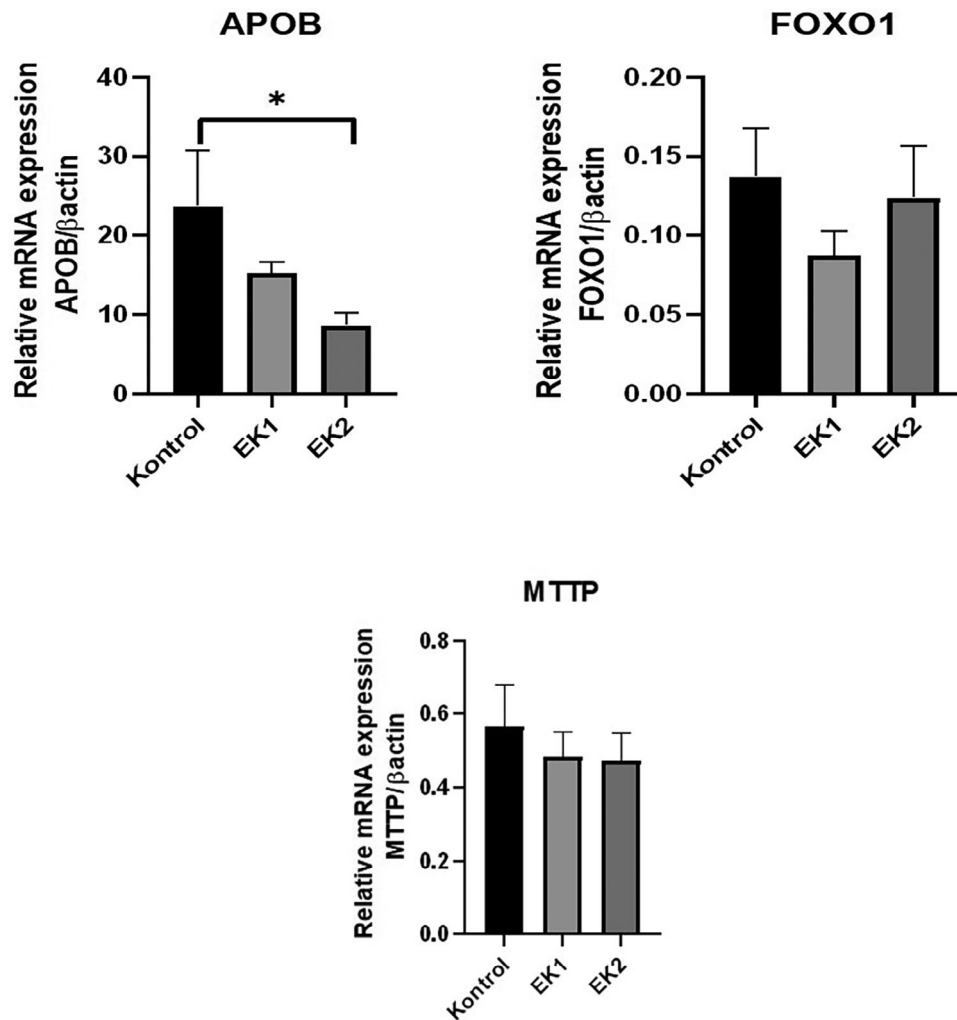 APOB
Relative mRNA expression
APOB/βactin
40
30
20
10
0
*
Kontrol
EK1
EK2
FOXO1
Relative mRNA expression
FOXO1/βactin
0.20
0.15
0.10
0.05
0.00
Kontrol
EK1
EK2
MTTP
Relative mRNA expression
MTTP/βactin
0.8
0.6
0.4
0.2
0.0
Kontrol
EK1
EK2